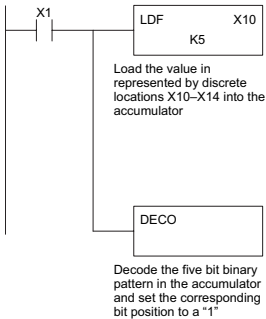 X1
LDF X10
K5
Load the value in
represented by discrete
locations X10–X14 into the
accumulator
DECO
Decode the five bit binary
pattern in the accumulator
and set the corresponding
bit position to a “1”